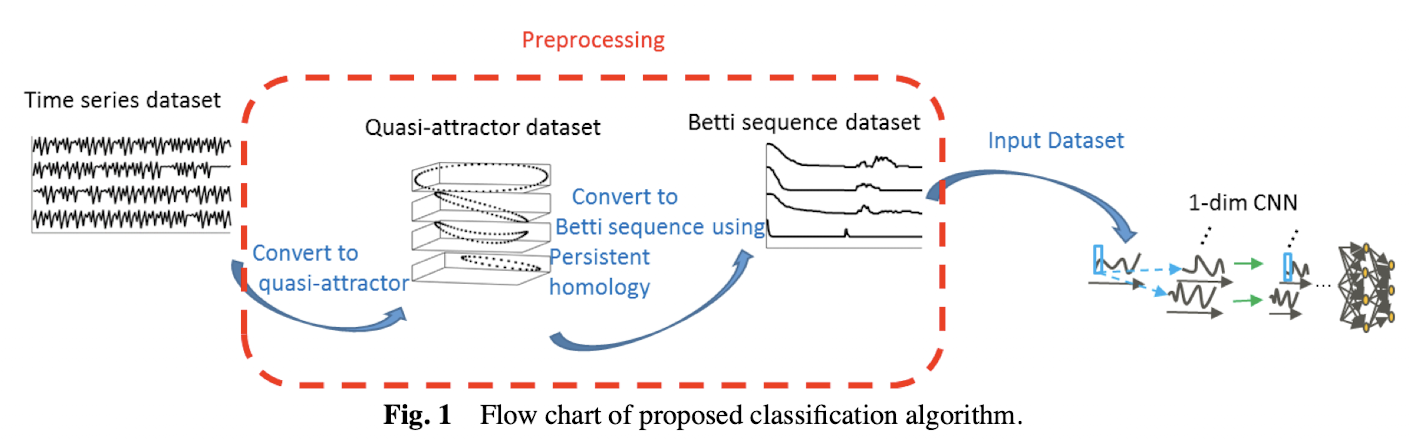 Preprocessing
Time series dataset
Quasi-attractor dataset
Betti sequence dataset
Input Dataset
Convert to
quasi-attractor
Convert to
Betti sequence using
Persistent
homology
1-dim CNN
Fig. 1 Flow chart of proposed classification algorithm.